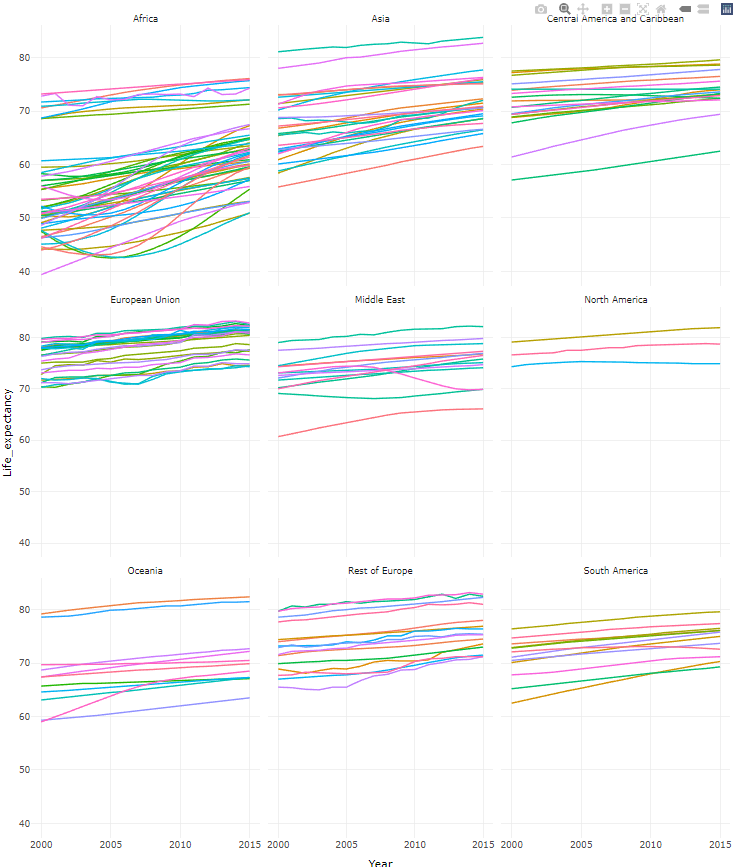 Africa
Asia
Central America and Caribbean
80
70
60
50
40
European Union
Middle East
North America
80
70
60
50
40
Life_expectancy
Oceania
Rest of Europe
South America
80
70
60
50
40
2000 2005 2010 2015 2000 2005 2010 2015 2000 2005 2010 2015
Year